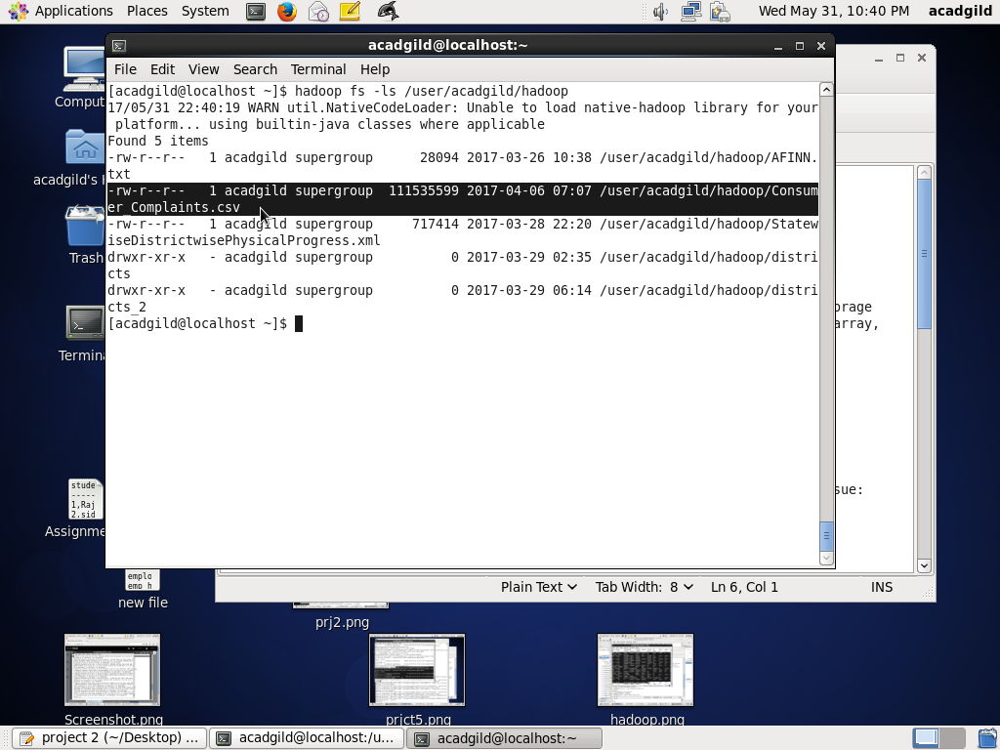 Applications Places System
Wed May 31, 10:40 PM acadgild
acadgild@localhost:~
File Edit View Search Terminal Help
[acadgild@localhost ~]$ hadoop fs -ls /user/acadgild/hadoop
17/05/31 22:40:19 WARN util.NativeCodeLoader: Unable to load native-hadoop library for your
 platform... using builtin-java classes where applicable
Found 5 items
-rw-r--r--   1 acadgild supergroup      28094 2017-03-26 10:38 /user/acadgild/hadoop/AFINN.
txt
-rw-r--r--   1 acadgild supergroup  111535599 2017-04-06 07:07 /user/acadgild/hadoop/Consum
er_Complaints.csv
-rw-r--r--   1 acadgild supergroup     717414 2017-03-28 22:20 /user/acadgild/hadoop/Statew
iseDistrictwisePhysicalProgress.xml
drwxr-xr-x   - acadgild supergroup          0 2017-03-29 02:35 /user/acadgild/hadoop/distri
cts
drwxr-xr-x   - acadgild supergroup          0 2017-03-29 06:14 /user/acadgild/hadoop/distri
cts_2
[acadgild@localhost ~]$
Comput
acadgild's
Trash
Termina
stude
-----
1,Raj
2.sid
Assignme
orage
array,
sue:
emplo
emp_h
new file
Plain Text Tab Width: 8 Ln 6, Col 1 INS
prj2.png
Screenshot.png
prjct5.png
hadoop.png
project 2 (~/Desktop) ...
acadgild@localhost:/u...
acadgild@localhost:~